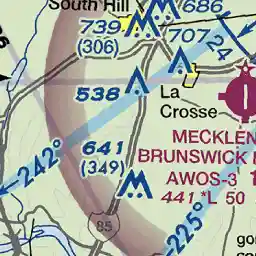 South Hill
686
739
(306)
707
24
538
La
Crosse
MECKLEN
BRUNSWICK
AWOS-3
441 *L 50
242°
641
(349)
85
225°
gor